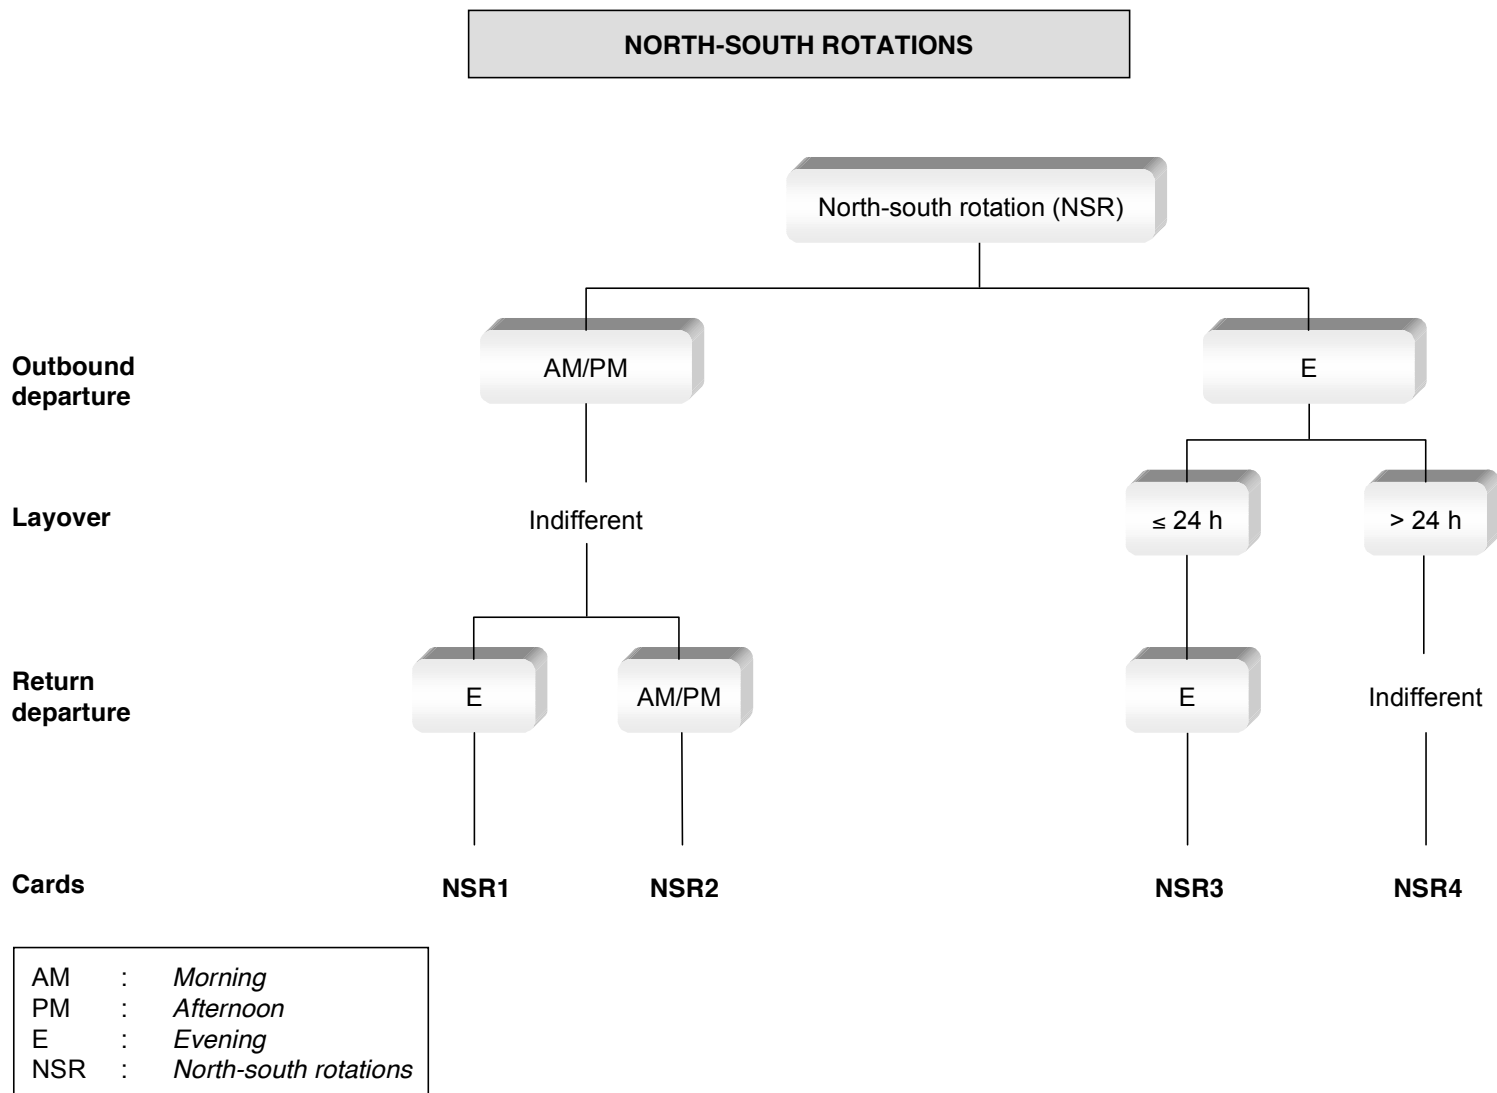 NORTH-SOUTH ROTATIONS
North-south rotation (NSR)
Outbound
departure
AM/PM
E
Layover
Indifferent
≤ 24 h
> 24 h
Return
departure
E
AM/PM
E
Indifferent
Cards
NSR1
NSR2
NSR3
NSR4
AM : Morning
PM : Afternoon
E : Evening
NSR : North-south rotations